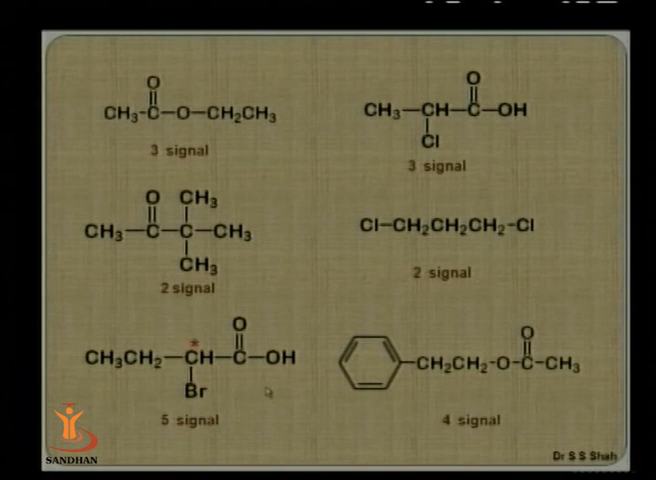 O
CH3-C-O-CH2CH3
3 signal
O
CH3-CH-C-OH
Cl
3 signal
O CH3
CH3-C-C-CH3
CH3
2 signal
Cl-CH2CH2CH2-Cl
2 signal
O
CH3CH2-CH-C-OH
*
Br
5 signal
O
CH2CH2-O-C-CH3
4 signal
SANDHAN
Dr S S Shah